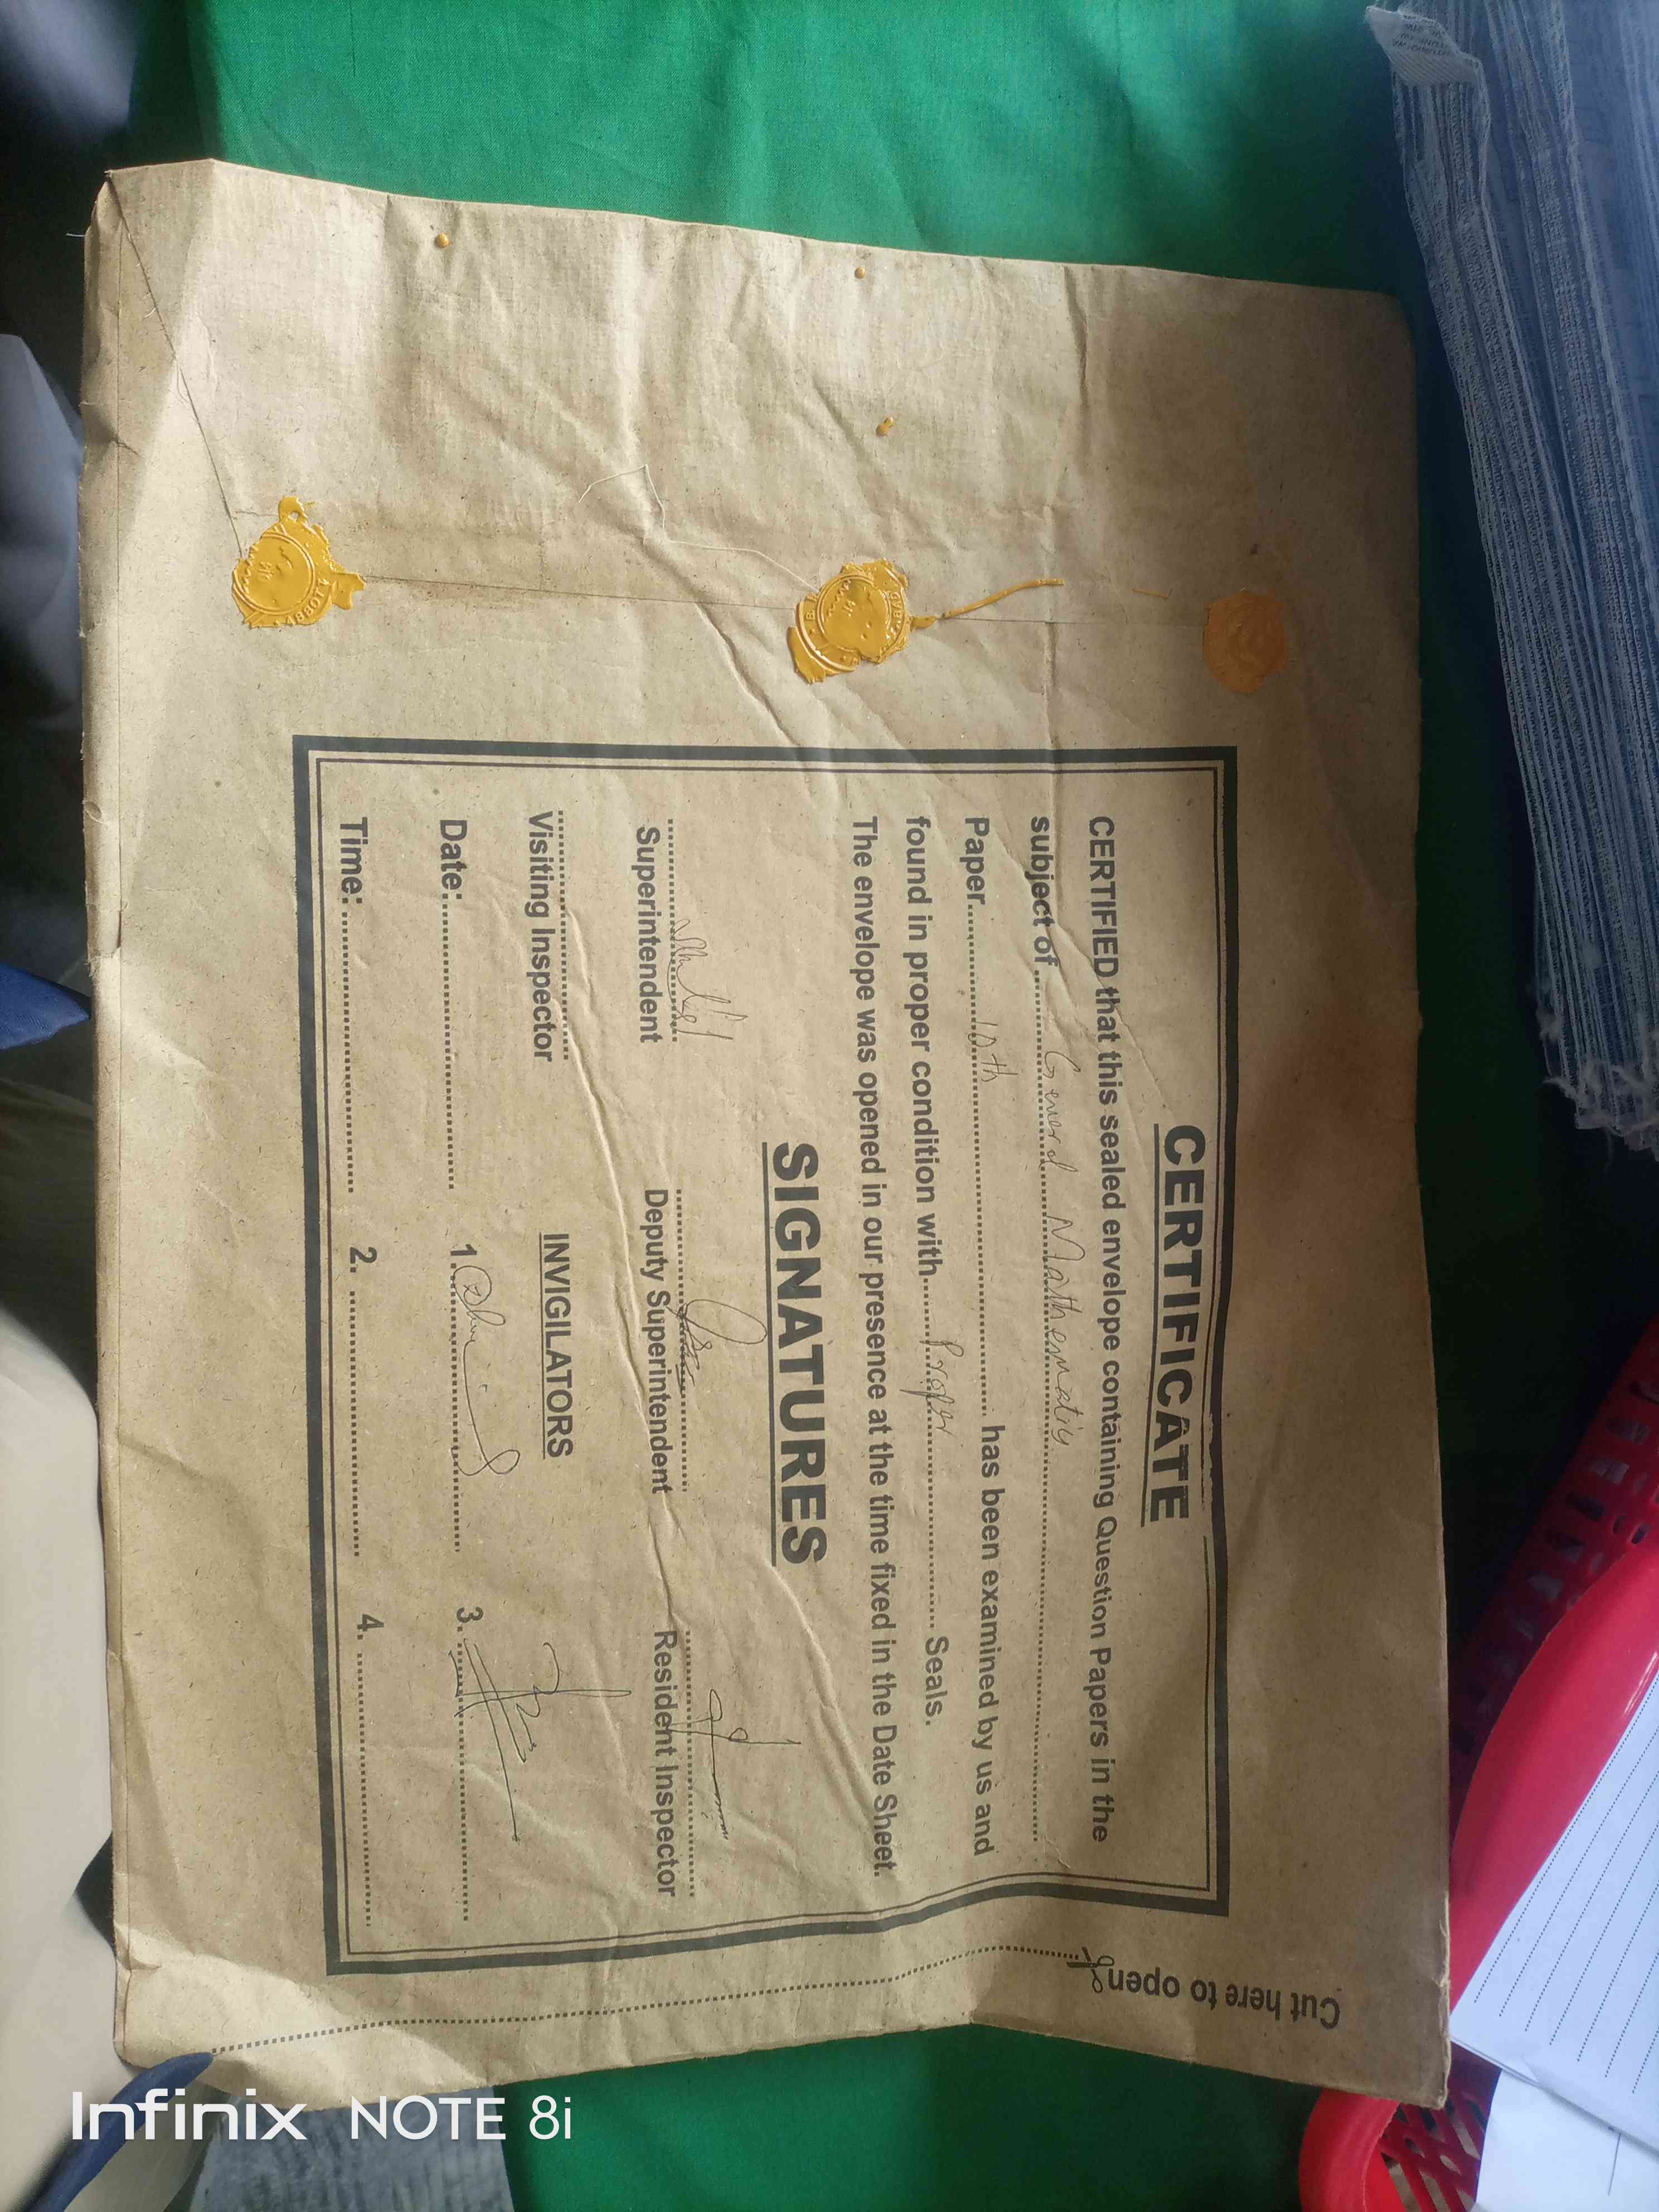 CERTIFICATE
CERTIFIED that this sealed envelope containing Question Papers in the
subject of General Mathematics
Paper 10th has been examined by us and
found in proper condition with Proper Seals.
The envelope was opened in our presence at the time fixed in the Date Sheet.
SIGNATURES
Superintendent Deputy Superintendent Resident Inspector
Visiting Inspector INVIGILATORS
Date: 1. 3.
Time: 2. 4.
Cut here to open
Infinix NOTE 8i